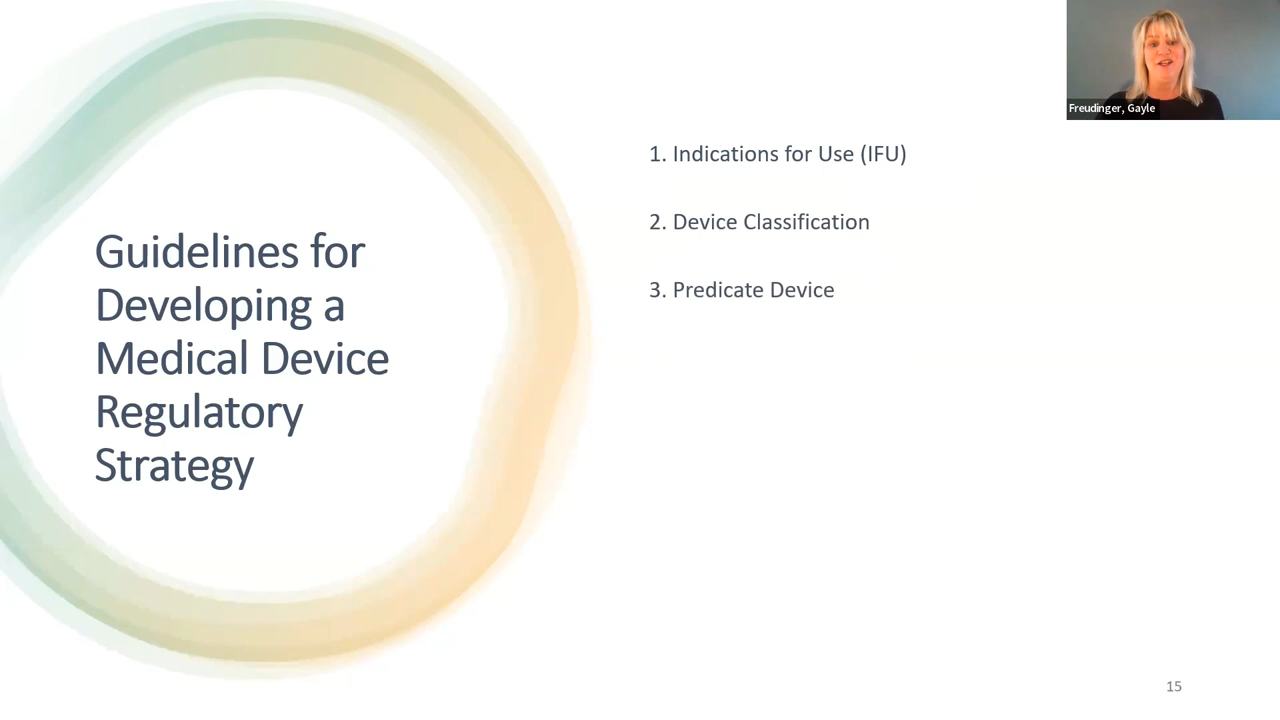 Guidelines for
Developing a
Medical Device
Regulatory
Strategy
1. Indications for Use (IFU)
2. Device Classification
3. Predicate Device
Freudinger, Gayle
15